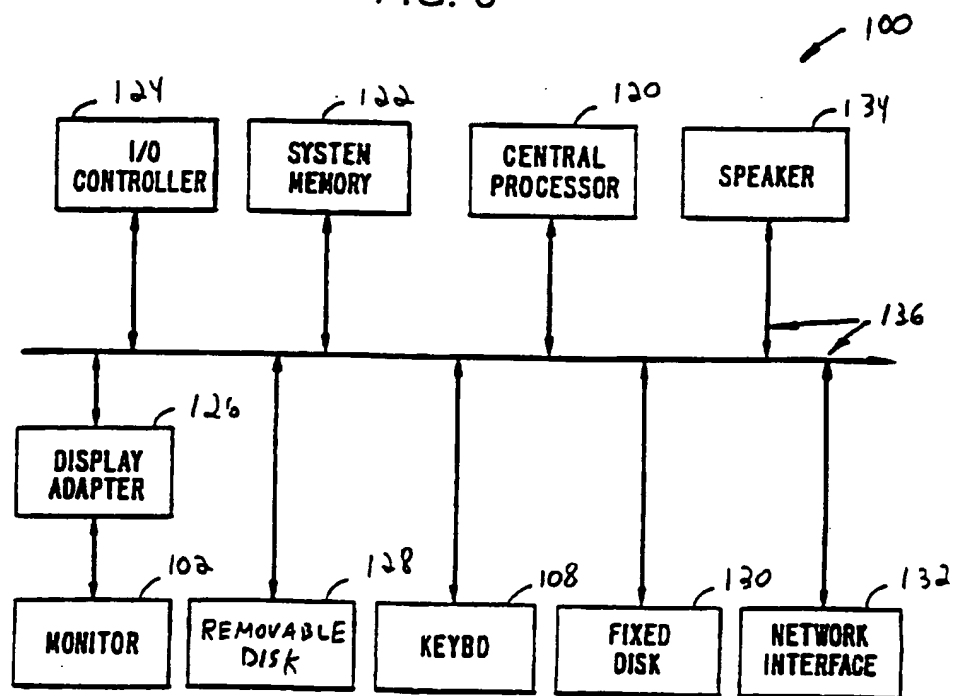 100
124
122
120
134
I/O
CONTROLLER
SYSTEM
MEMORY
CENTRAL
PROCESSOR
SPEAKER
136
126
DISPLAY
ADAPTER
102
128
108
130
132
MONITOR
REMOVABLE
DISK
KEYBD
FIXED
DISK
NETWORK
INTERFACE